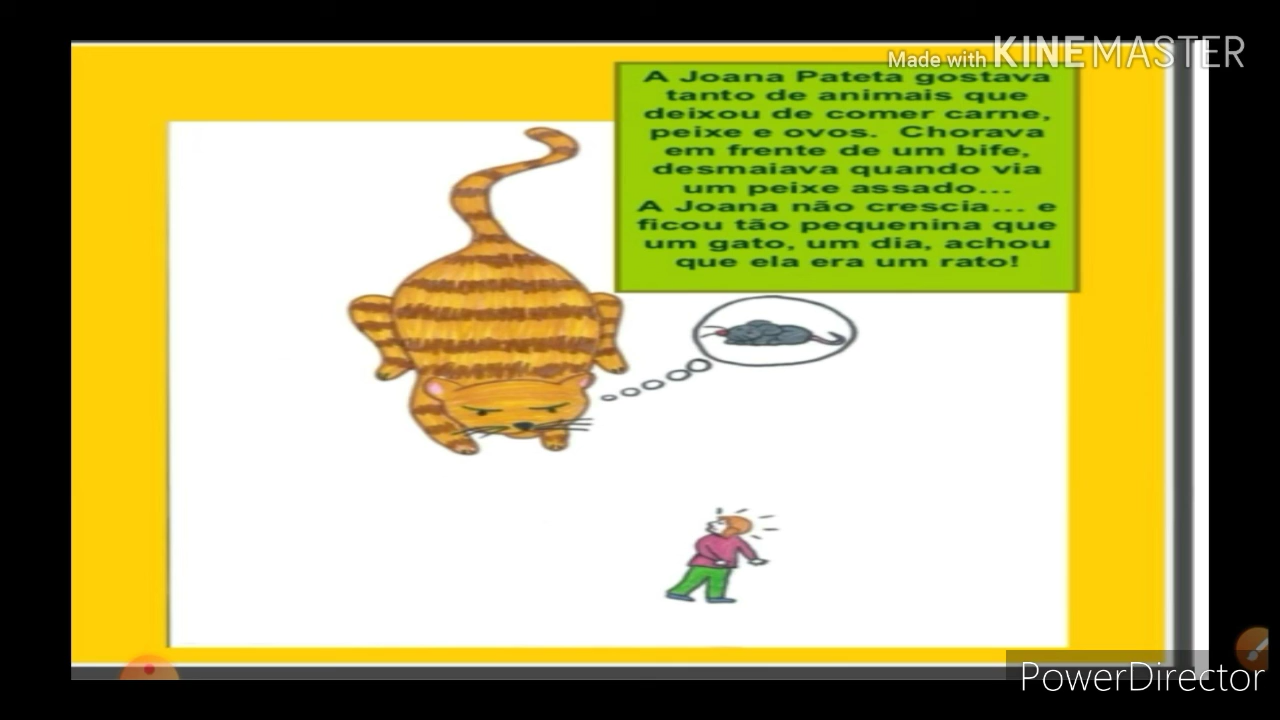 Made with KINEMASTER
A Joana Pateta gostava
tanto de animais que
deixou de comer carne,
peixe e ovos. Chorava
em frente de um bife,
desmaiava quando via
um peixe assado...
A Joana não crescia... e
ficou tão pequenina que
um gato, um dia, achou
que ela era um rato!
PowerDirector